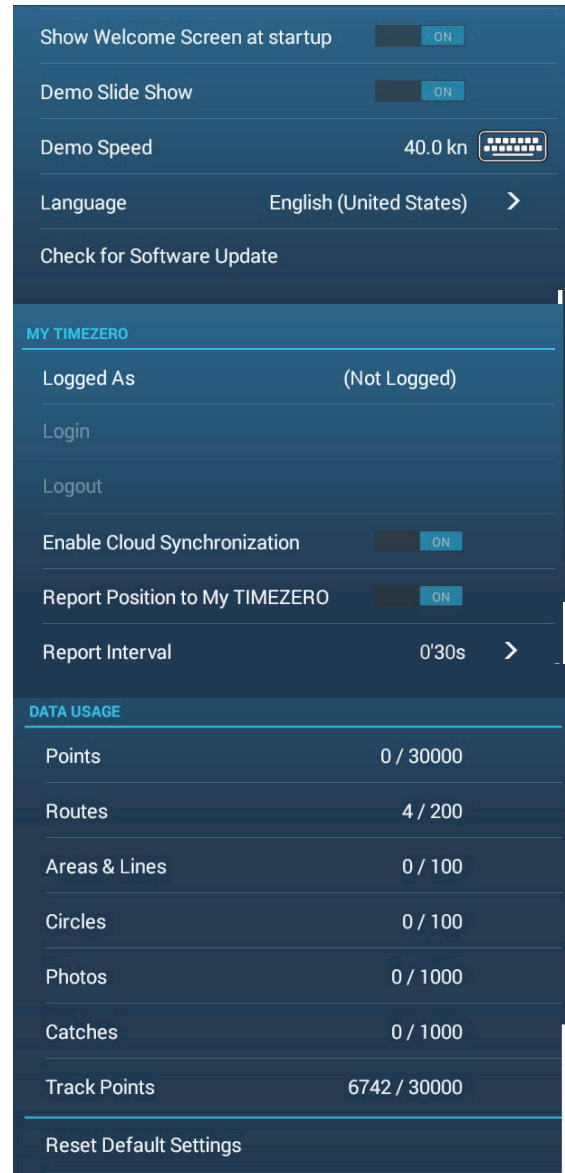 Show Welcome Screen at startup ON
Demo Slide Show ON
Demo Speed 40.0 kn
Language English (United States) >
Check for Software Update
MY TIMEZERO
Logged As (Not Logged)
Login
Logout
Enable Cloud Synchronization ON
Report Position to My TIMEZERO ON
Report Interval 0'30s >
DATA USAGE
Points 0 / 30000
Routes 4 / 200
Areas & Lines 0 / 100
Circles 0 / 100
Photos 0 / 1000
Catches 0 / 1000
Track Points 6742 / 30000
Reset Default Settings